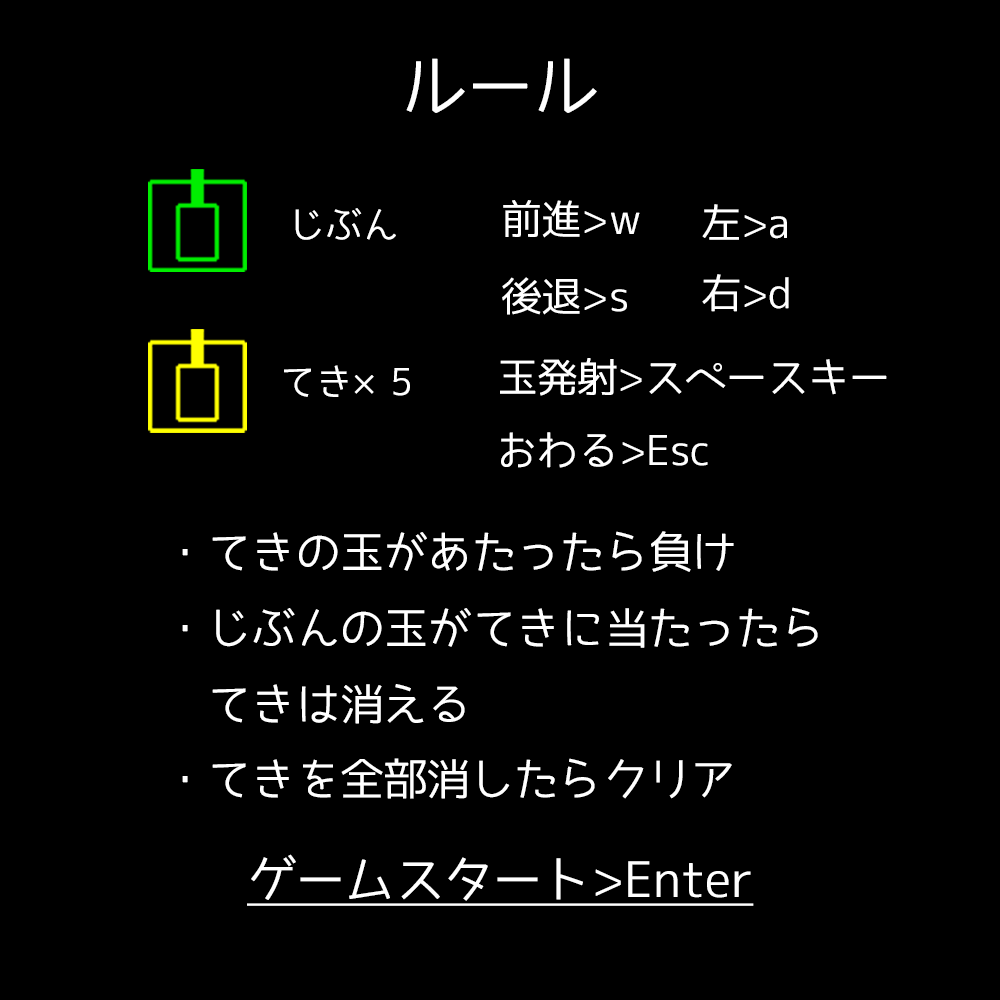 ルール
じぶん
前進>w 左>a
後退>s 右>d
てき× 5
玉発射>スペースキー
おわる>Esc
・てきの玉があたったら負け
・じぶんの玉がてきに当たったら
てきは消える
・てきを全部消したらクリア
ゲームスタート>Enter